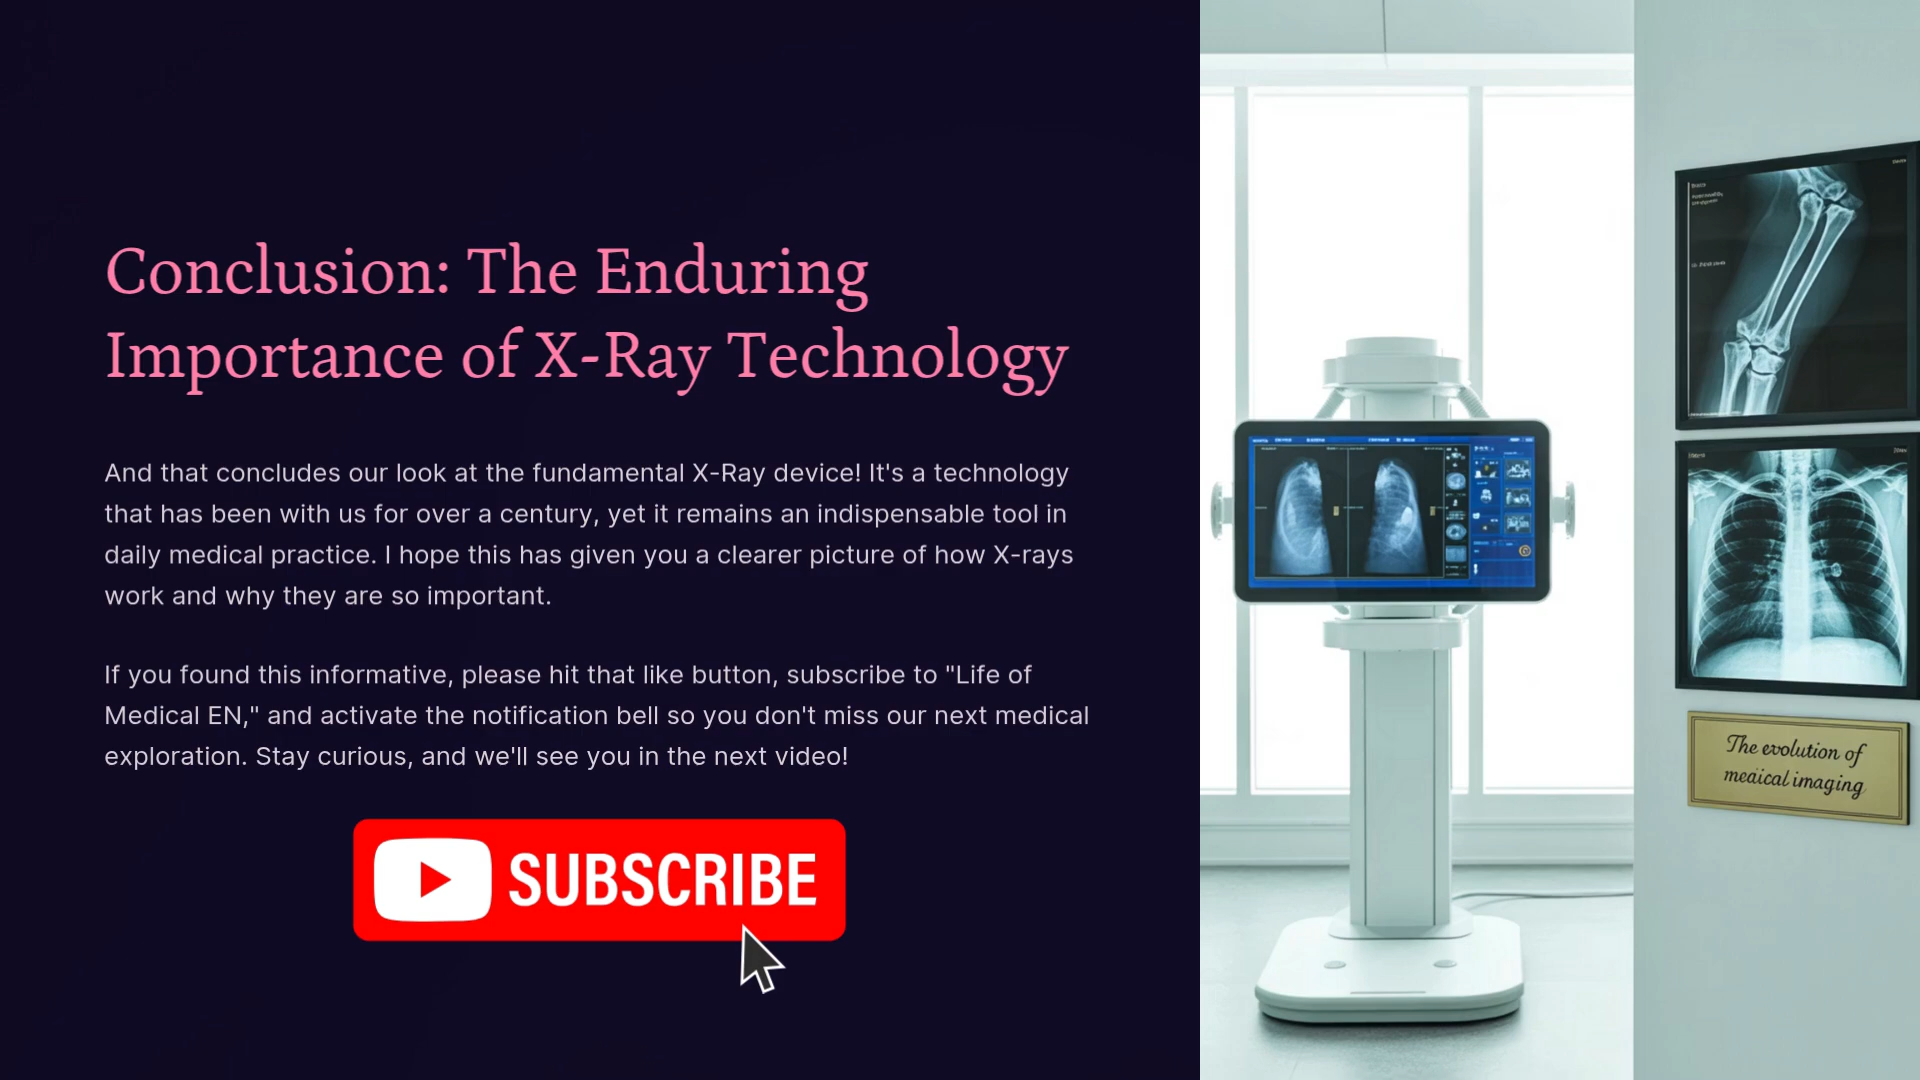 Conclusion: The Enduring
Importance of X-Ray Technology
And that concludes our look at the fundamental X-Ray device! It's a technology
that has been with us for over a century, yet it remains an indispensable tool in
daily medical practice. I hope this has given you a clearer picture of how X-rays
work and why they are so important.
If you found this informative, please hit that like button, subscribe to "Life of
Medical EN," and activate the notification bell so you don't miss our next medical
exploration. Stay curious, and we'll see you in the next video!
SUBSCRIBE
The evolution of
meaical imaging